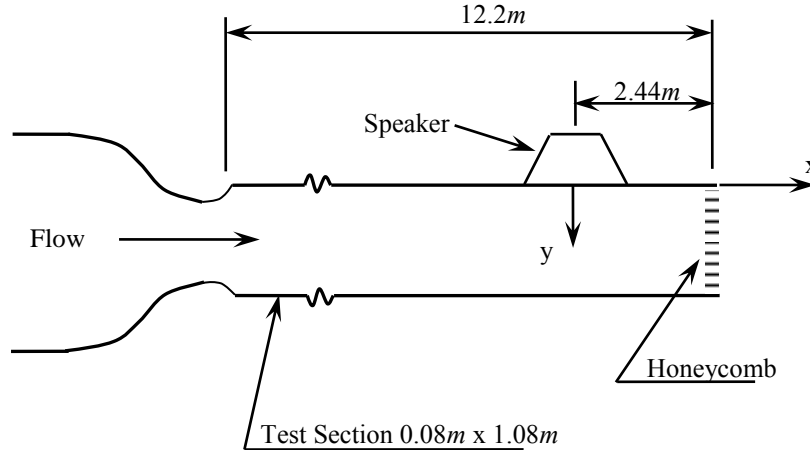 12.2m
2.44m
Speaker
x
Flow
y
Honeycomb
Test Section 0.08m x 1.08m